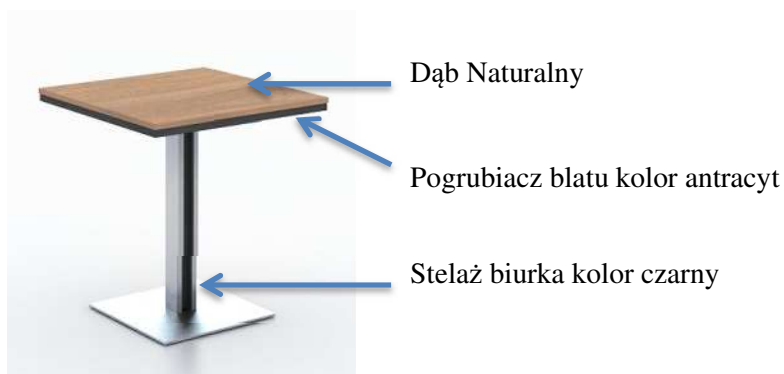 Dąb Naturalny
Pogrubiacz blatu kolor antracyt
Stelaż biurka kolor czarny